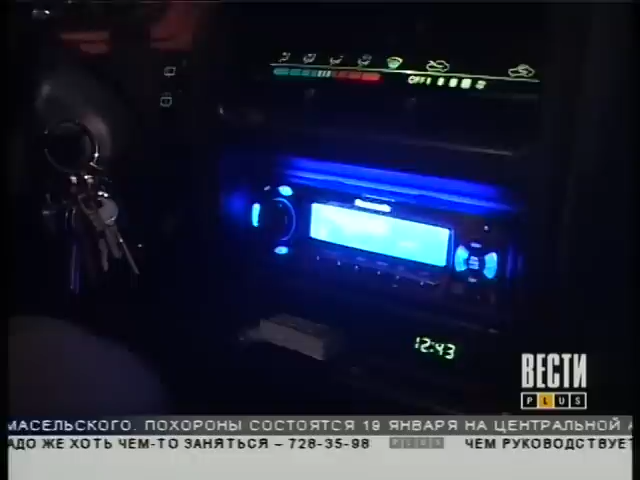 OFF
12:43
ВЕСТИ
PLUS
МАСЕЛЬСКОГО. ПОХОРОНЫ СОСТОЯТСЯ 19 ЯНВАРЯ НА ЦЕНТРАЛЬНОЙ
АДО ЖЕ ХОТЬ ЧЕМ-ТО ЗАНЯТЬСЯ – 728-35-98 PLUS ЧЕМ РУКОВОДСТВУЕТ